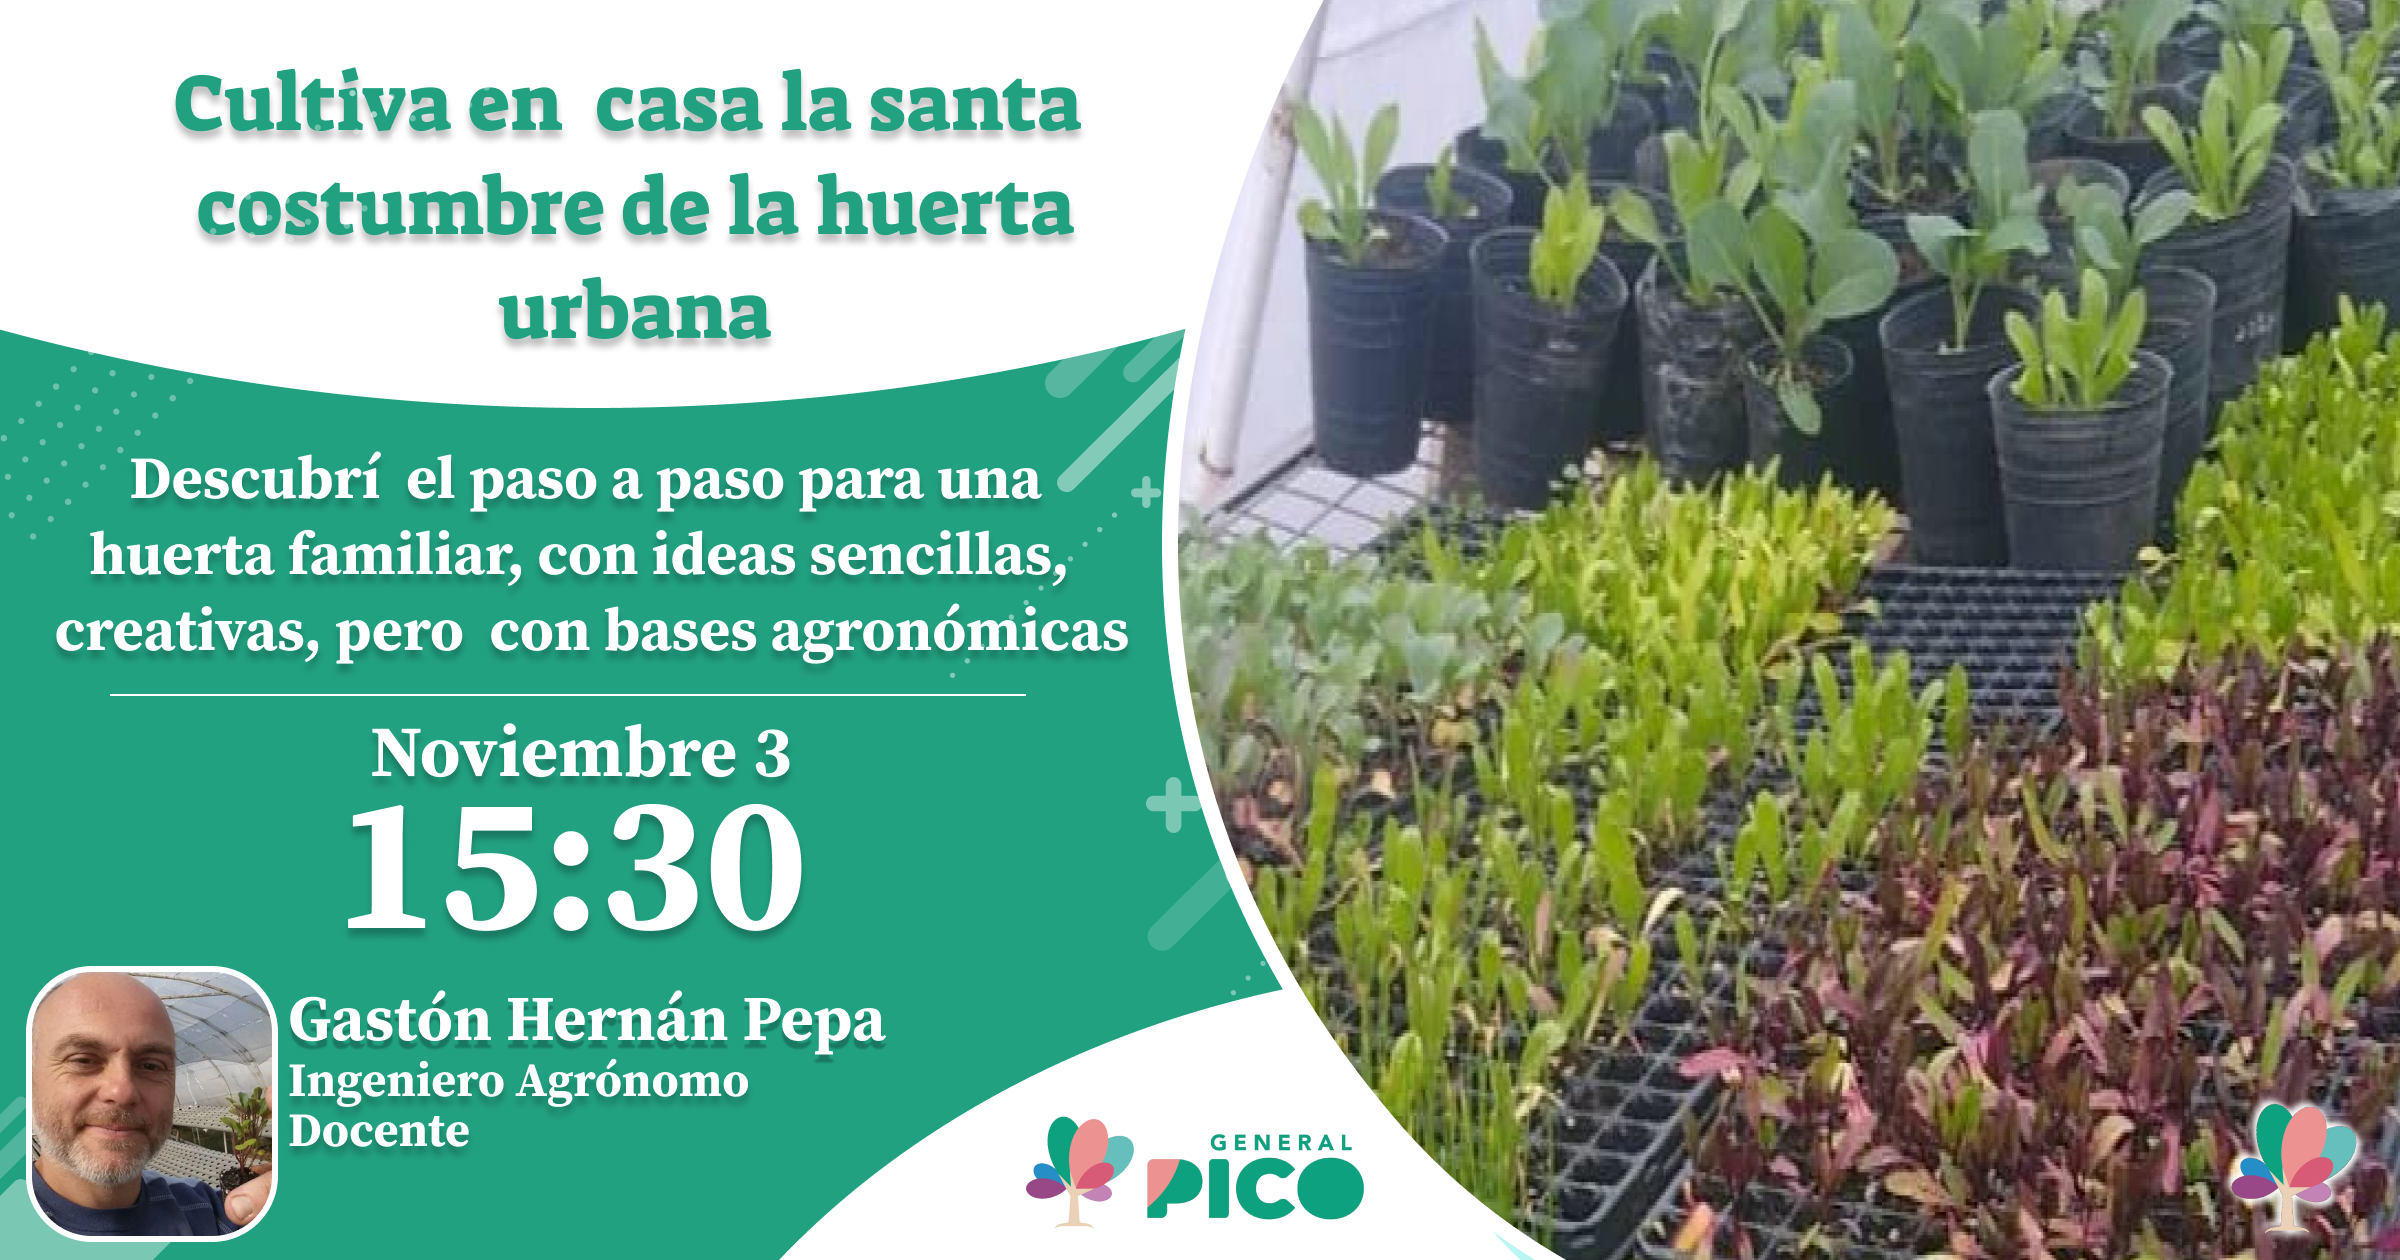 Cultiva en casa la santa
costumbre de la huerta
urbana
Descubrí el paso a paso para una
huerta familiar, con ideas sencillas,
creativas, pero con bases agronómicas
Noviembre 3
15:30
Gastón Hernán Pepa
Ingeniero Agrónomo
Docente
GENERAL
PICO